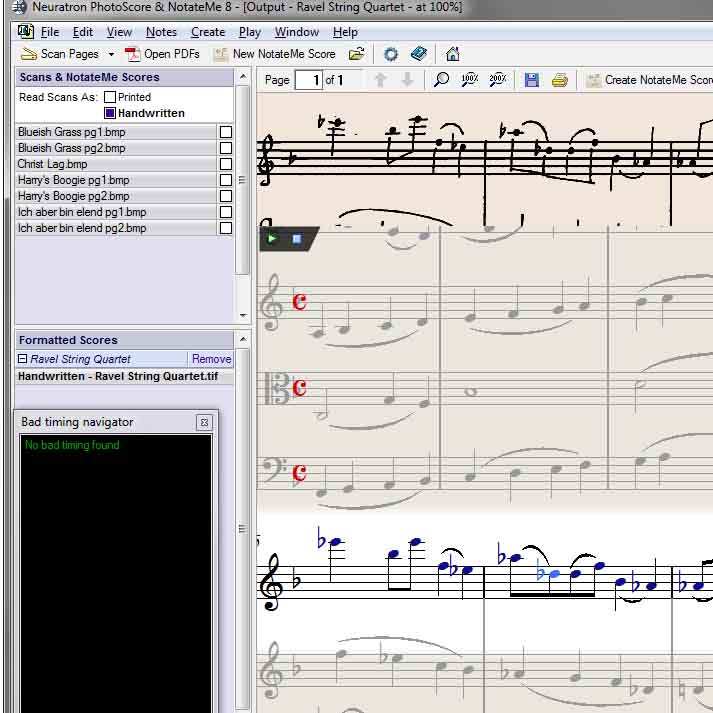 Neuratron PhotoScore & NotateMe 8 - [Output - Ravel String Quartet - at 100%]
File Edit View Notes Create Play Window Help
Scan Pages Open PDFs New NotateMe Score
Scans & NotateMe Scores
Read Scans As: Printed
Handwritten
Blueish Grass pg1.bmp
Blueish Grass pg2.bmp
Christ Lag.bmp
Harry's Boogie pg1.bmp
Harry's Boogie pg2.bmp
Ich aber bin elend pg1.bmp
Ich aber bin elend pg2.bmp
Page 1 of 1 100% 200% Create NotateMe Scor
Formatted Scores
Ravel String Quartet Remove
Handwritten - Ravel String Quartet.tif
Bad timing navigator
No bad timing found